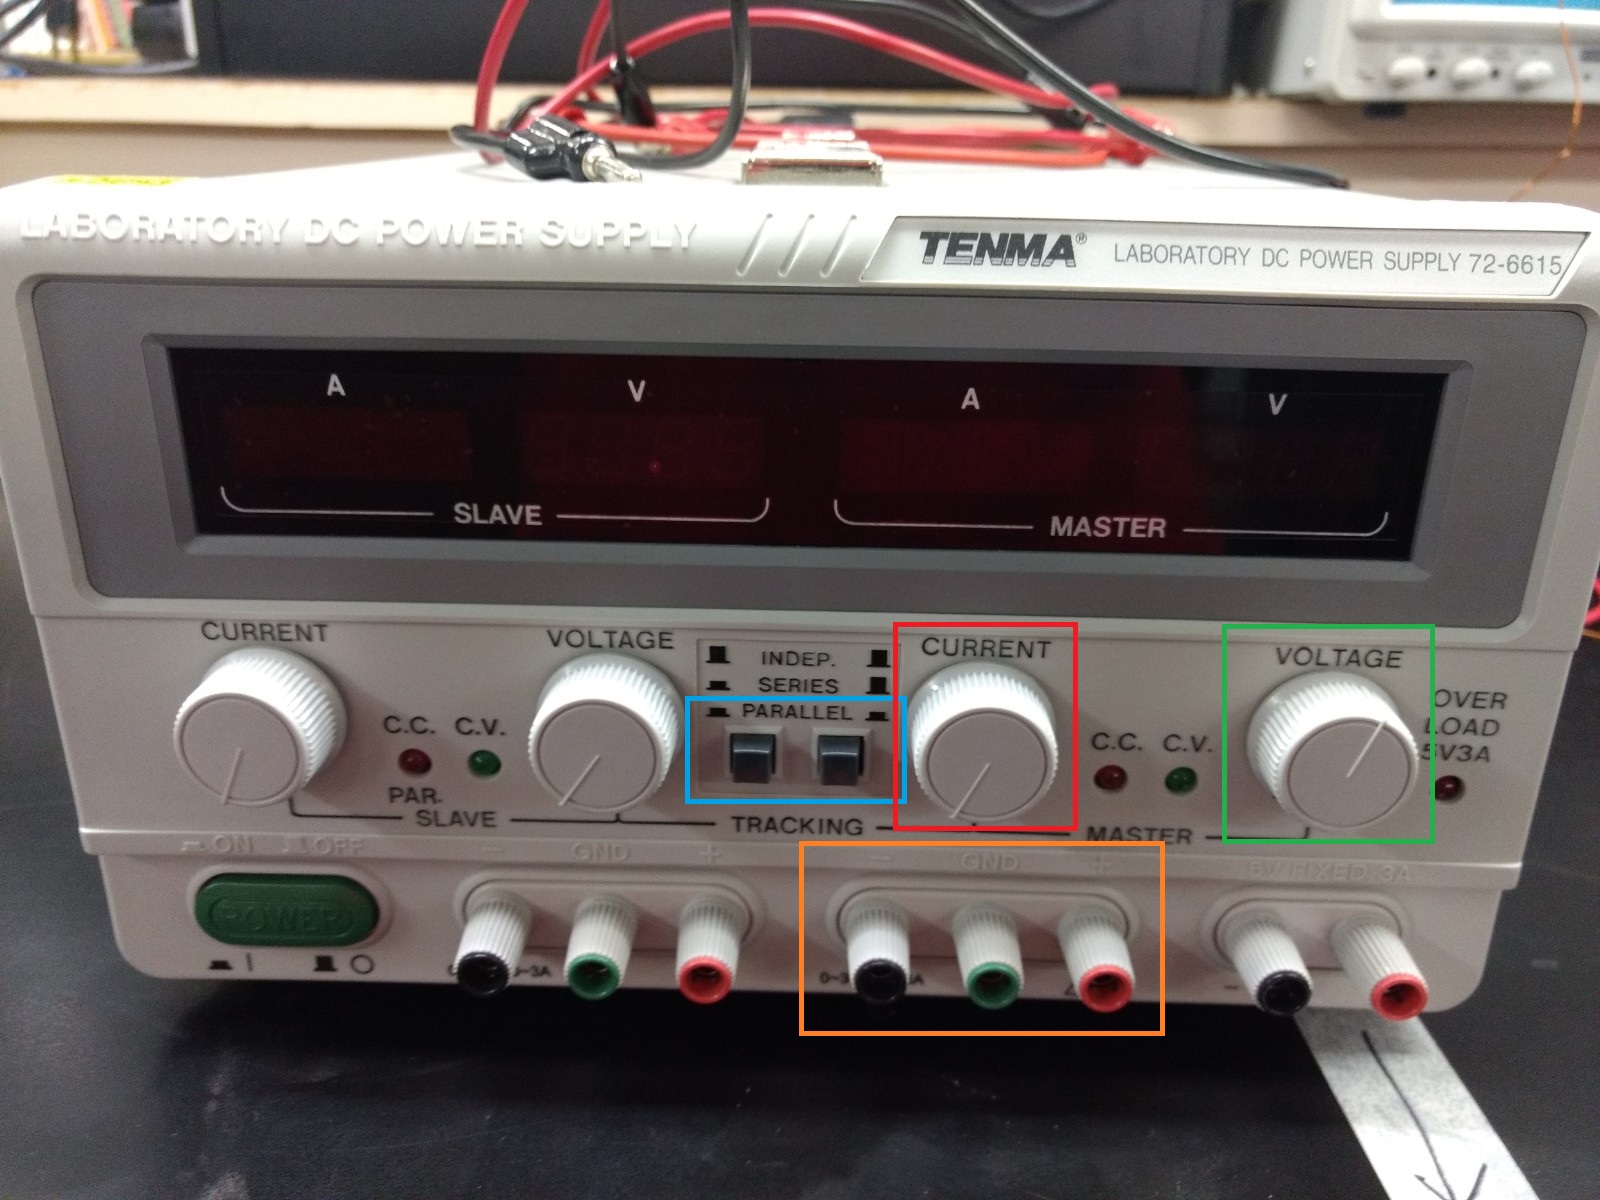 LABORATORY DC POWER SUPPLY
TENMA® LABORATORY DC POWER SUPPLY 72-6615
A V A V
SLAVE MASTER
CURRENT VOLTAGE INDEP. CURRENT VOLTAGE
SERIES
PARALLEL
OVER
LOAD
5V3A
C.C. C.V. C.C. C.V.
PAR.
SLAVE TRACKING MASTER
ON OFF - GND + - GND + 5V FIXED 3A
POWER